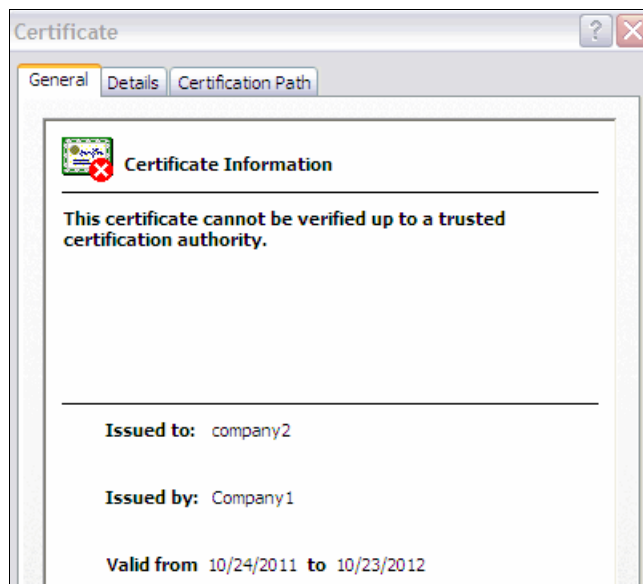 Certificate
?
General Details Certification Path
Certificate Information
This certificate cannot be verified up to a trusted
certification authority.
Issued to: company2
Issued by: Company1
Valid from 10/24/2011 to 10/23/2012